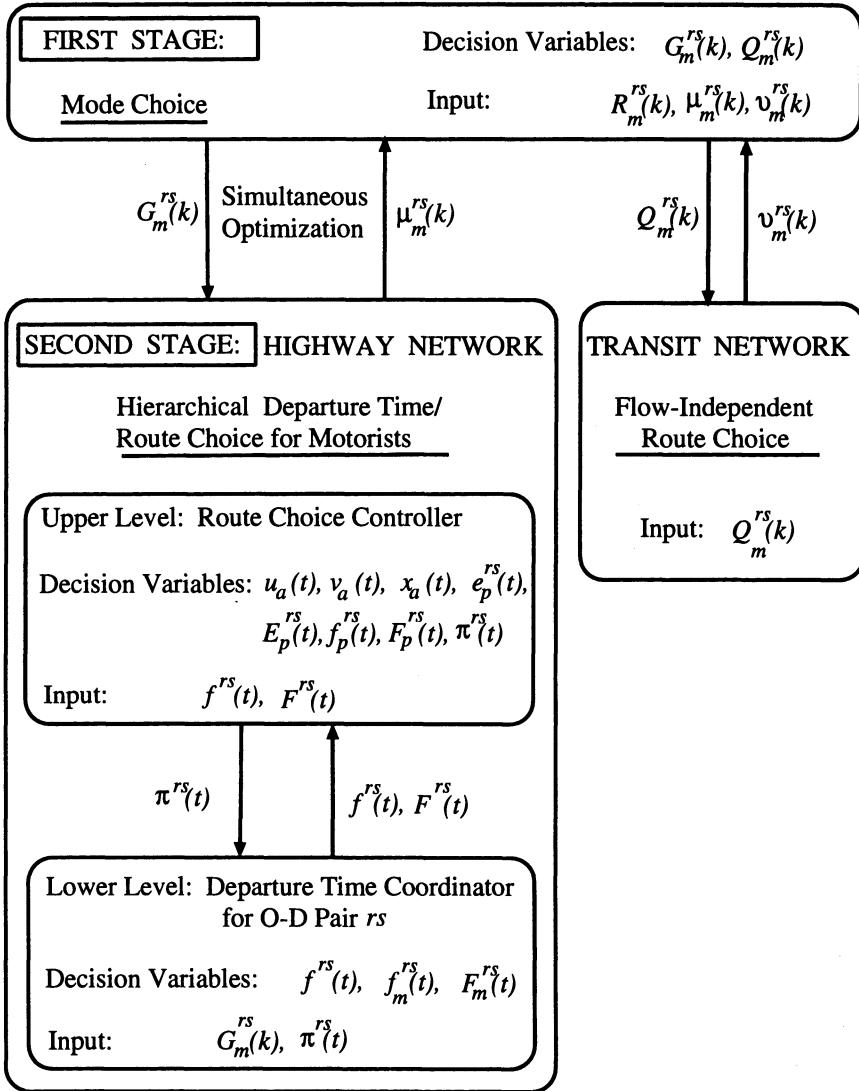 FIRST STAGE: Decision Variables: G_m^{rs}(k), Q_m^{rs}(k)
Mode Choice Input: R_m^{rs}(k), μ_m^{rs}(k), υ_m^{rs}(k)
G_m^{rs}(k) Simultaneous Optimization μ_m^{rs}(k) Q_m^{rs}(k) υ_m^{rs}(k)
SECOND STAGE: HIGHWAY NETWORK
Hierarchical Departure Time/
Route Choice for Motorists
Upper Level: Route Choice Controller
Decision Variables: u_a(t), v_a(t), x_a(t), e_p^{rs}(t),
E_p^{rs}(t), f_p^{rs}(t), F_p^{rs}(t), π^{rs}(t)
Input: f^{rs}(t), F^{rs}(t)
π^{rs}(t) f^{rs}(t), F^{rs}(t)
Lower Level: Departure Time Coordinator
for O-D Pair rs
Decision Variables: f^{rs}(t), f_m^{rs}(t), F_m^{rs}(t)
Input: G_m^{rs}(k), π^{rs}(t)
TRANSIT NETWORK
Flow-Independent
Route Choice
Input: Q_m^{rs}(k)